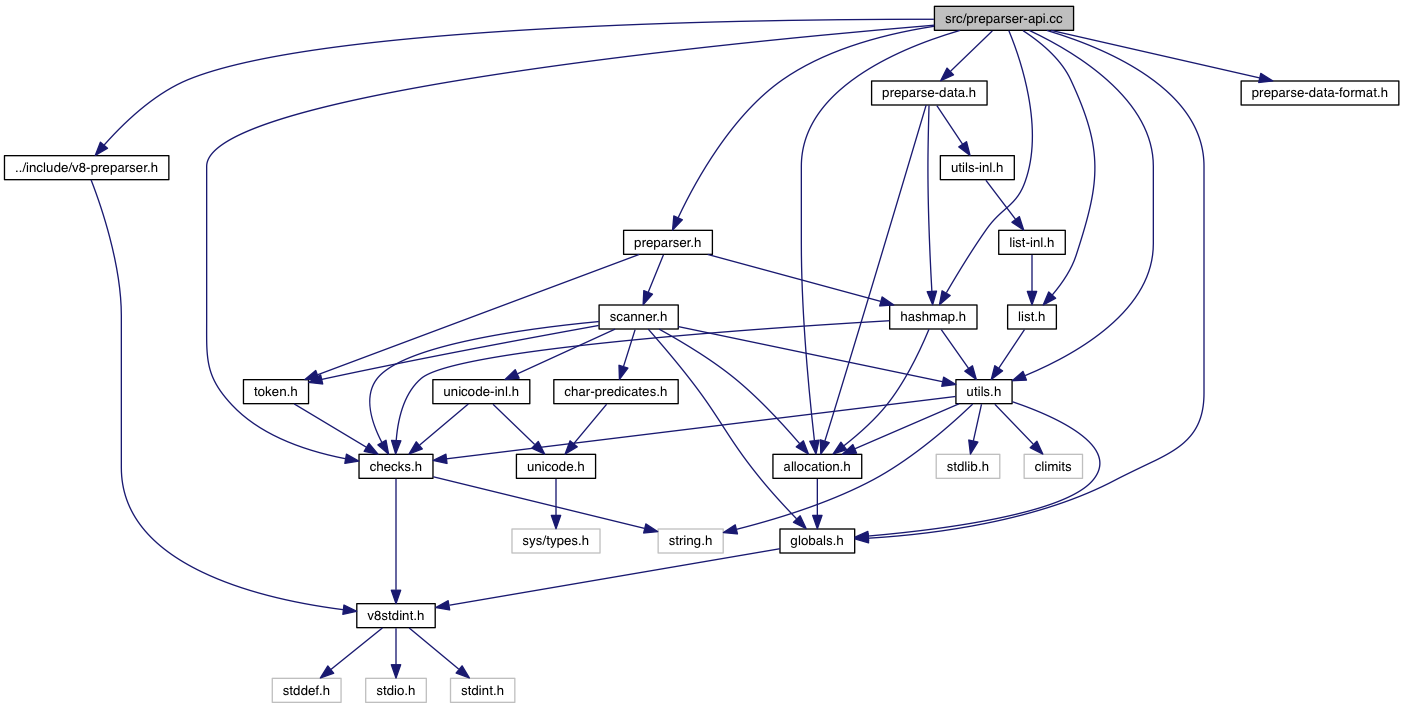 src/preparser-api.cc
preparse-data.h
preparse-data-format.h
../include/v8-preparser.h
utils-inl.h
preparser.h
list-inl.h
scanner.h
hashmap.h
list.h
token.h
unicode-inl.h
char-predicates.h
utils.h
checks.h
unicode.h
allocation.h
stdlib.h
climits
sys/types.h
string.h
globals.h
v8stdint.h
stddef.h
stdio.h
stdint.h